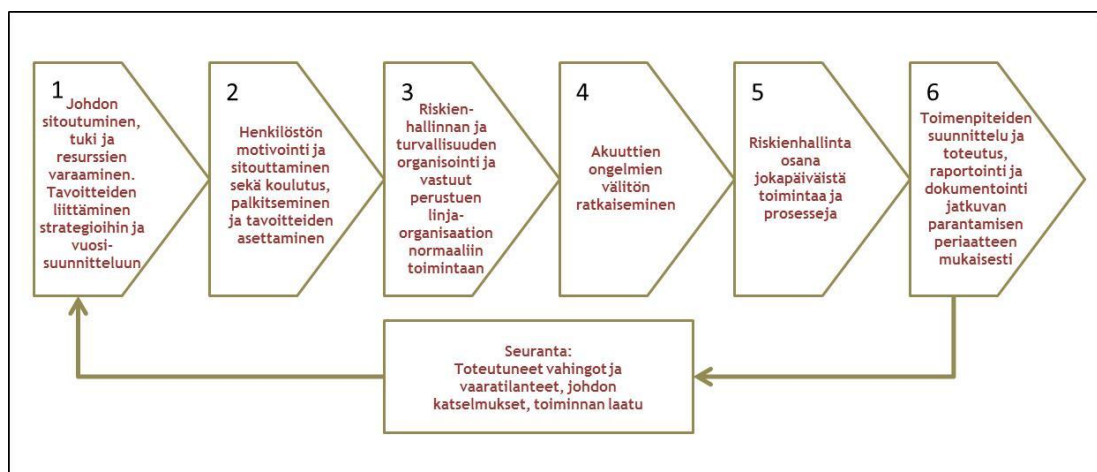 1
Johdon
sitoutuminen,
tuki ja
resurssien
varaaminen.
Tavoitteiden
liittäminen
strategioihin ja
vuosi-
suunnitteluun
2
Henkilöstön
motivointi ja
sitouttaminen
sekä koulutus,
palkitseminen
ja tavoitteiden
asettaminen
3
Riskien-
hallinnan ja
turvallisuuden
organisointi ja
vastuut
perustuen
linja-
organisaation
normaaliin
toimintaan
4
Akuuttien
ongelmien
välitön
ratkaiseminen
5
Riskienhallinta
osana
jokapäiväistä
toimintaa ja
prosesseja
6
Toimenpiteiden
suunnittelu ja
toteutus,
raportointi ja
dokumentointi
jatkuvan
parantamisen
periaatteen
mukaisesti
Seuranta:
Toteutuneet vahingot ja
vaaratilanteet, johdon
katselmukset, toiminnan laatu